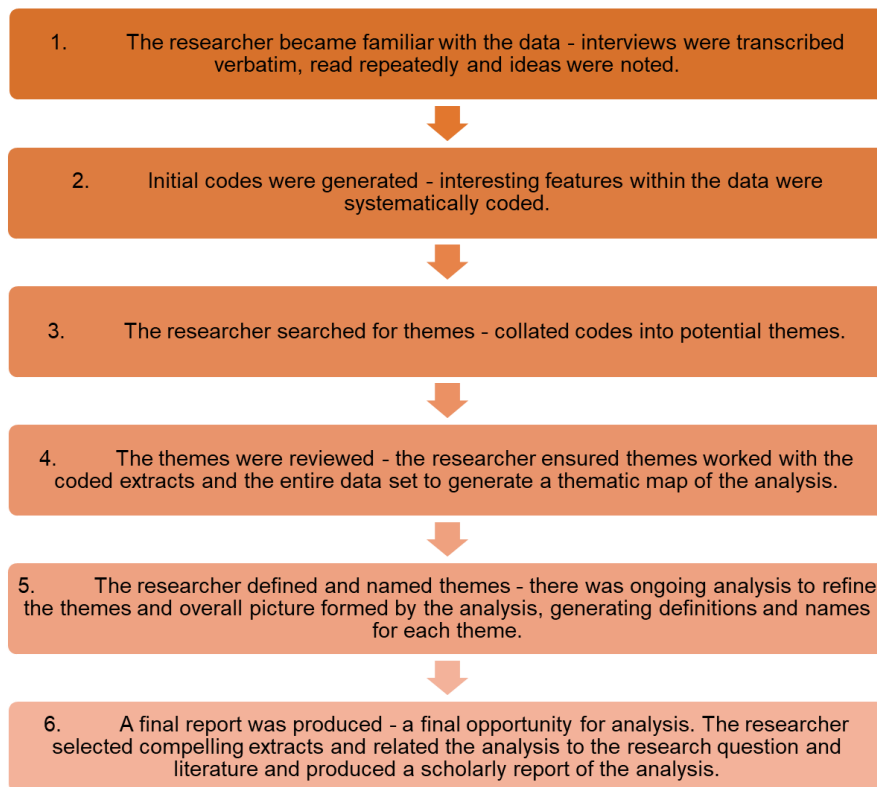 1. The researcher became familiar with the data - interviews were transcribed
verbatim, read repeatedly and ideas were noted.
2. Initial codes were generated - interesting features within the data were
systematically coded.
3. The researcher searched for themes - collated codes into potential themes.
4. The themes were reviewed - the researcher ensured themes worked with the
coded extracts and the entire data set to generate a thematic map of the analysis.
5. The researcher defined and named themes - there was ongoing analysis to refine
the themes and overall picture formed by the analysis, generating definitions and names
for each theme.
6. A final report was produced - a final opportunity for analysis. The researcher
selected compelling extracts and related the analysis to the research question and
literature and produced a scholarly report of the analysis.